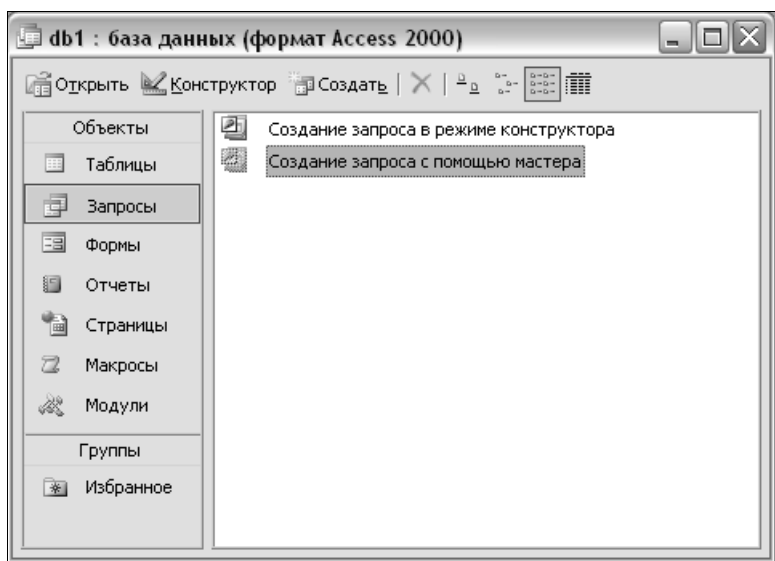 db1 : база данных (формат Access 2000)
Открыть Конструктор Создать
Объекты
Таблицы
Запросы
Формы
Отчеты
Страницы
Макросы
Модули
Группы
Избранное
Создание запроса в режиме конструктора
Создание запроса с помощью мастера